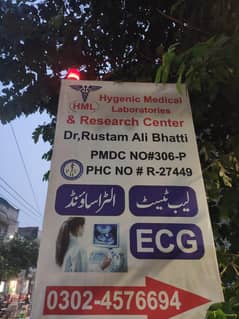 HML
Hygenic Medical
Laboratories
& Research Center
Dr,Rustam Ali Bhatti
PMDC NO#306-P
PHC NO # R-27449
لیب ٹیسٹ
الٹراساؤنڈ
ECG
0302-4576694